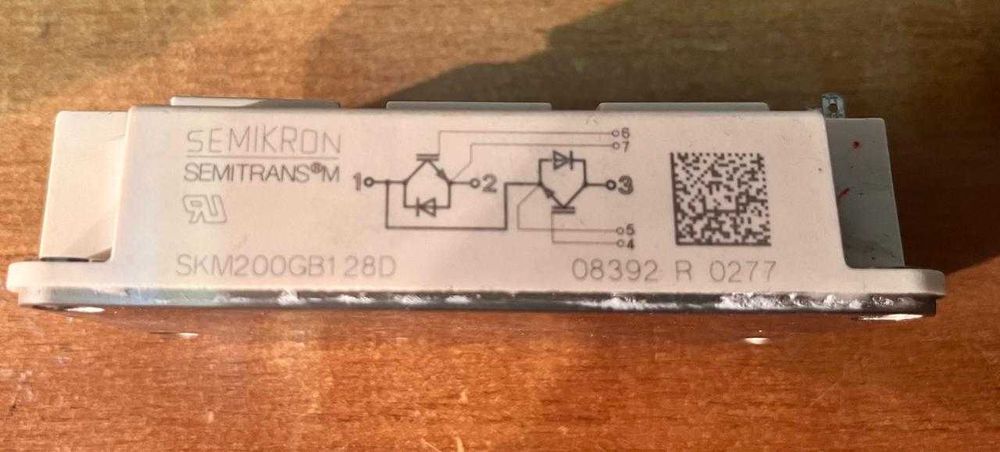 SEMIKRON
SEMITRANS®M
6
7
1 2 3
5
4
SKM200GB128D 08392 R 0277